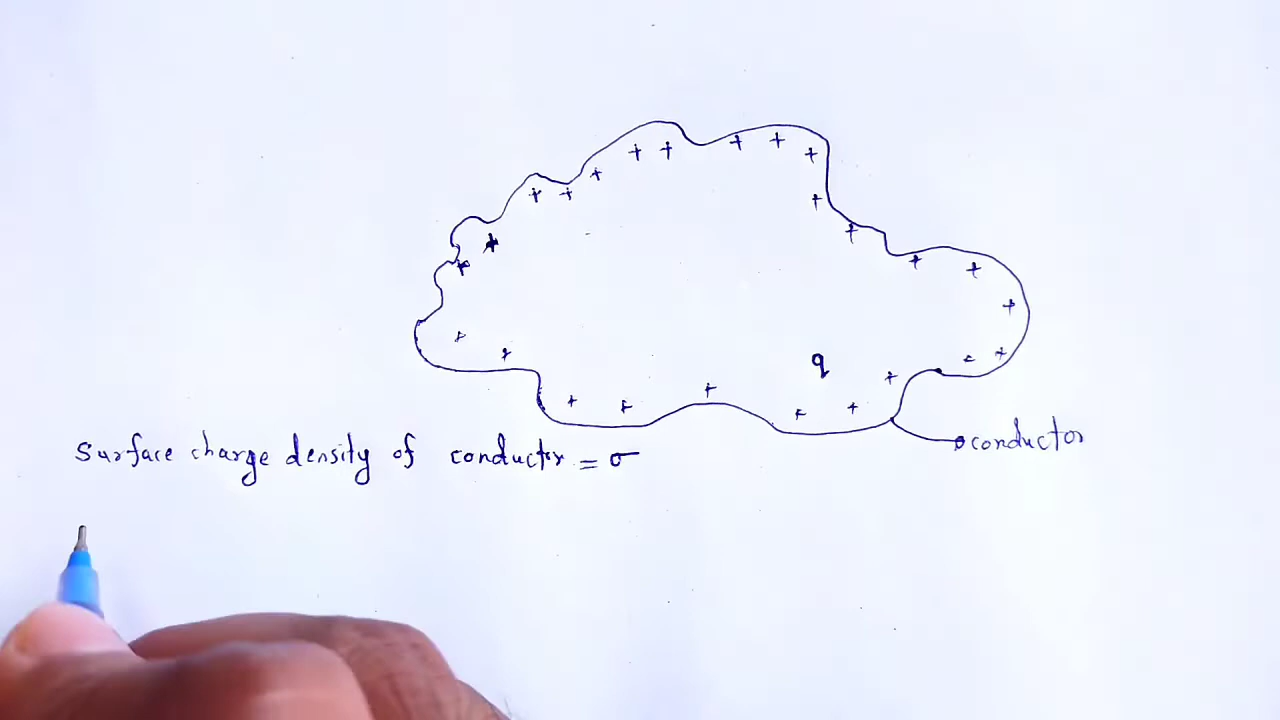 + + + + + + + + + + + + + + + + + + + + + + + + + + +
q
conductor
Surface charge density of conductor = σ